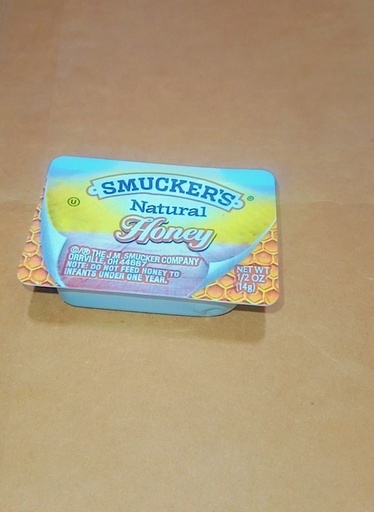 SMUCKER'S®
Ⓤ
Natural
Honey
©/® THE J.M. SMUCKER COMPANY
ORRVILLE, OH 44667
NOTE: DO NOT FEED HONEY TO
INFANTS UNDER ONE YEAR.
NET WT
1/2 OZ
(14g)